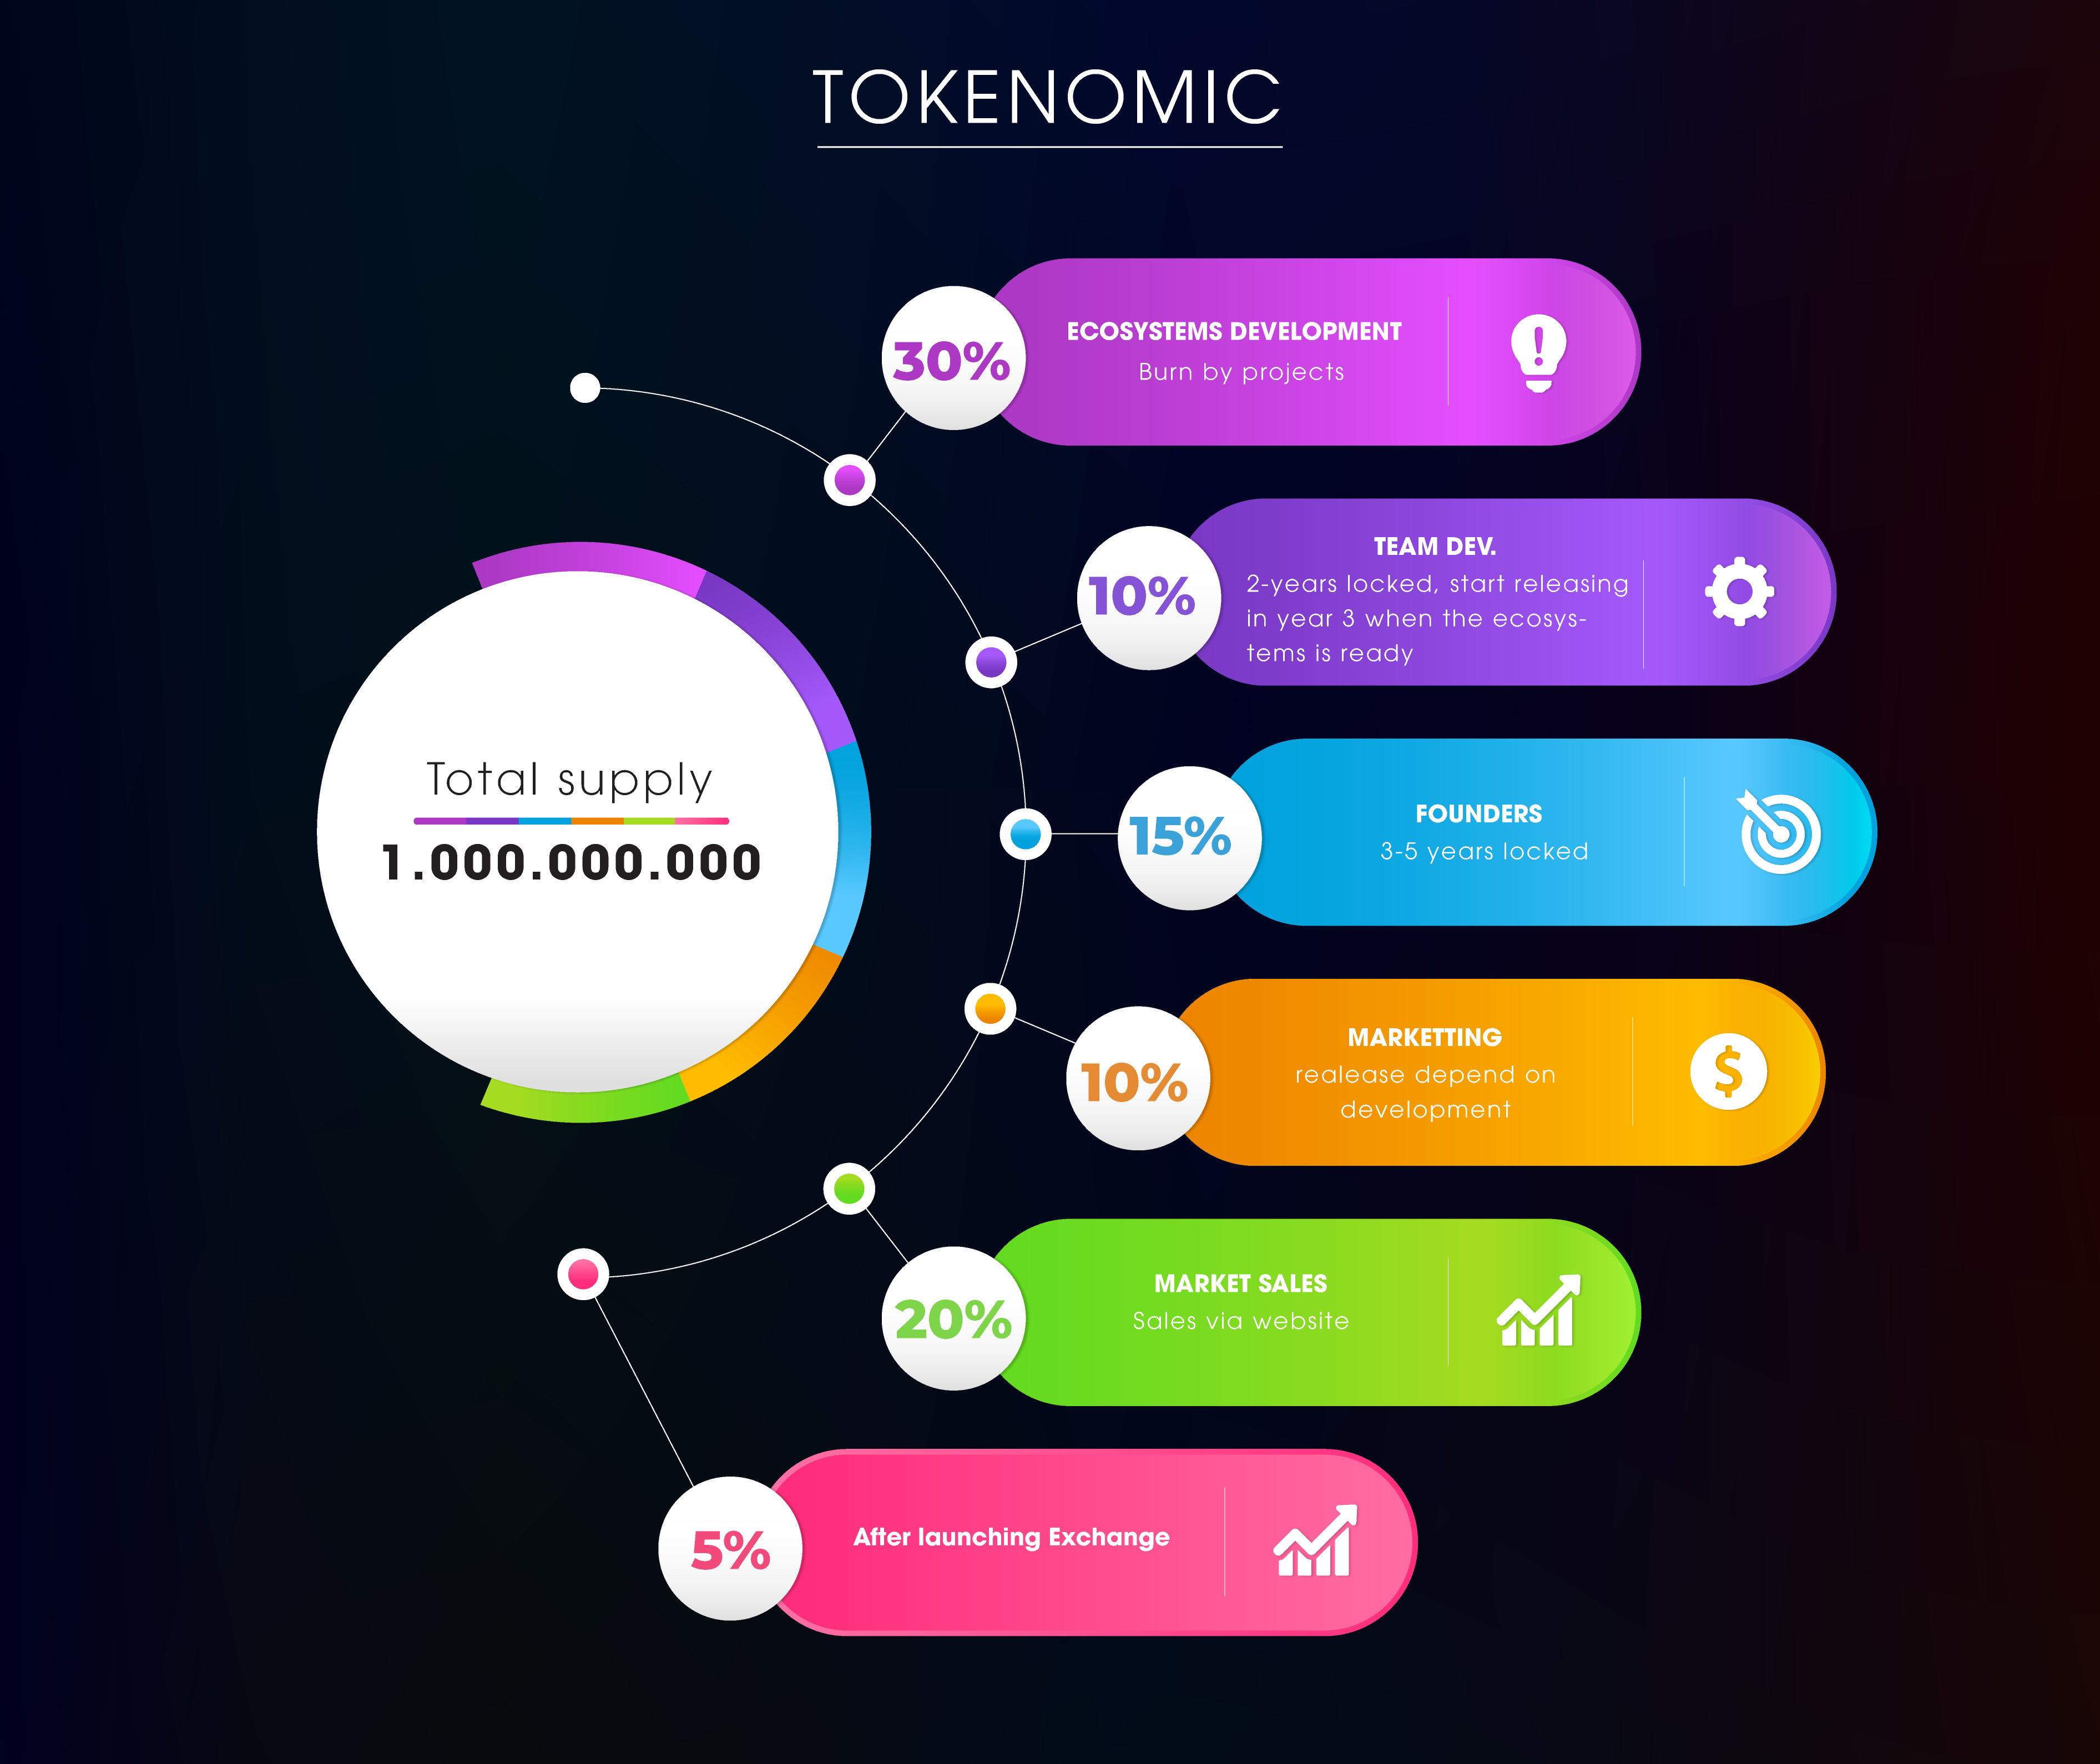 TOKENOMIC
30%
ECOSYSTEMS DEVELOPMENT
Burn by projects
10%
TEAM DEV.
2-years locked, start releasing
in year 3 when the ecosys-
tems is ready
Total supply
1.000.000.000
15%
FOUNDERS
3-5 years locked
10%
MARKETTING
realease depend on
development
20%
MARKET SALES
Sales via website
5%
After launching Exchange